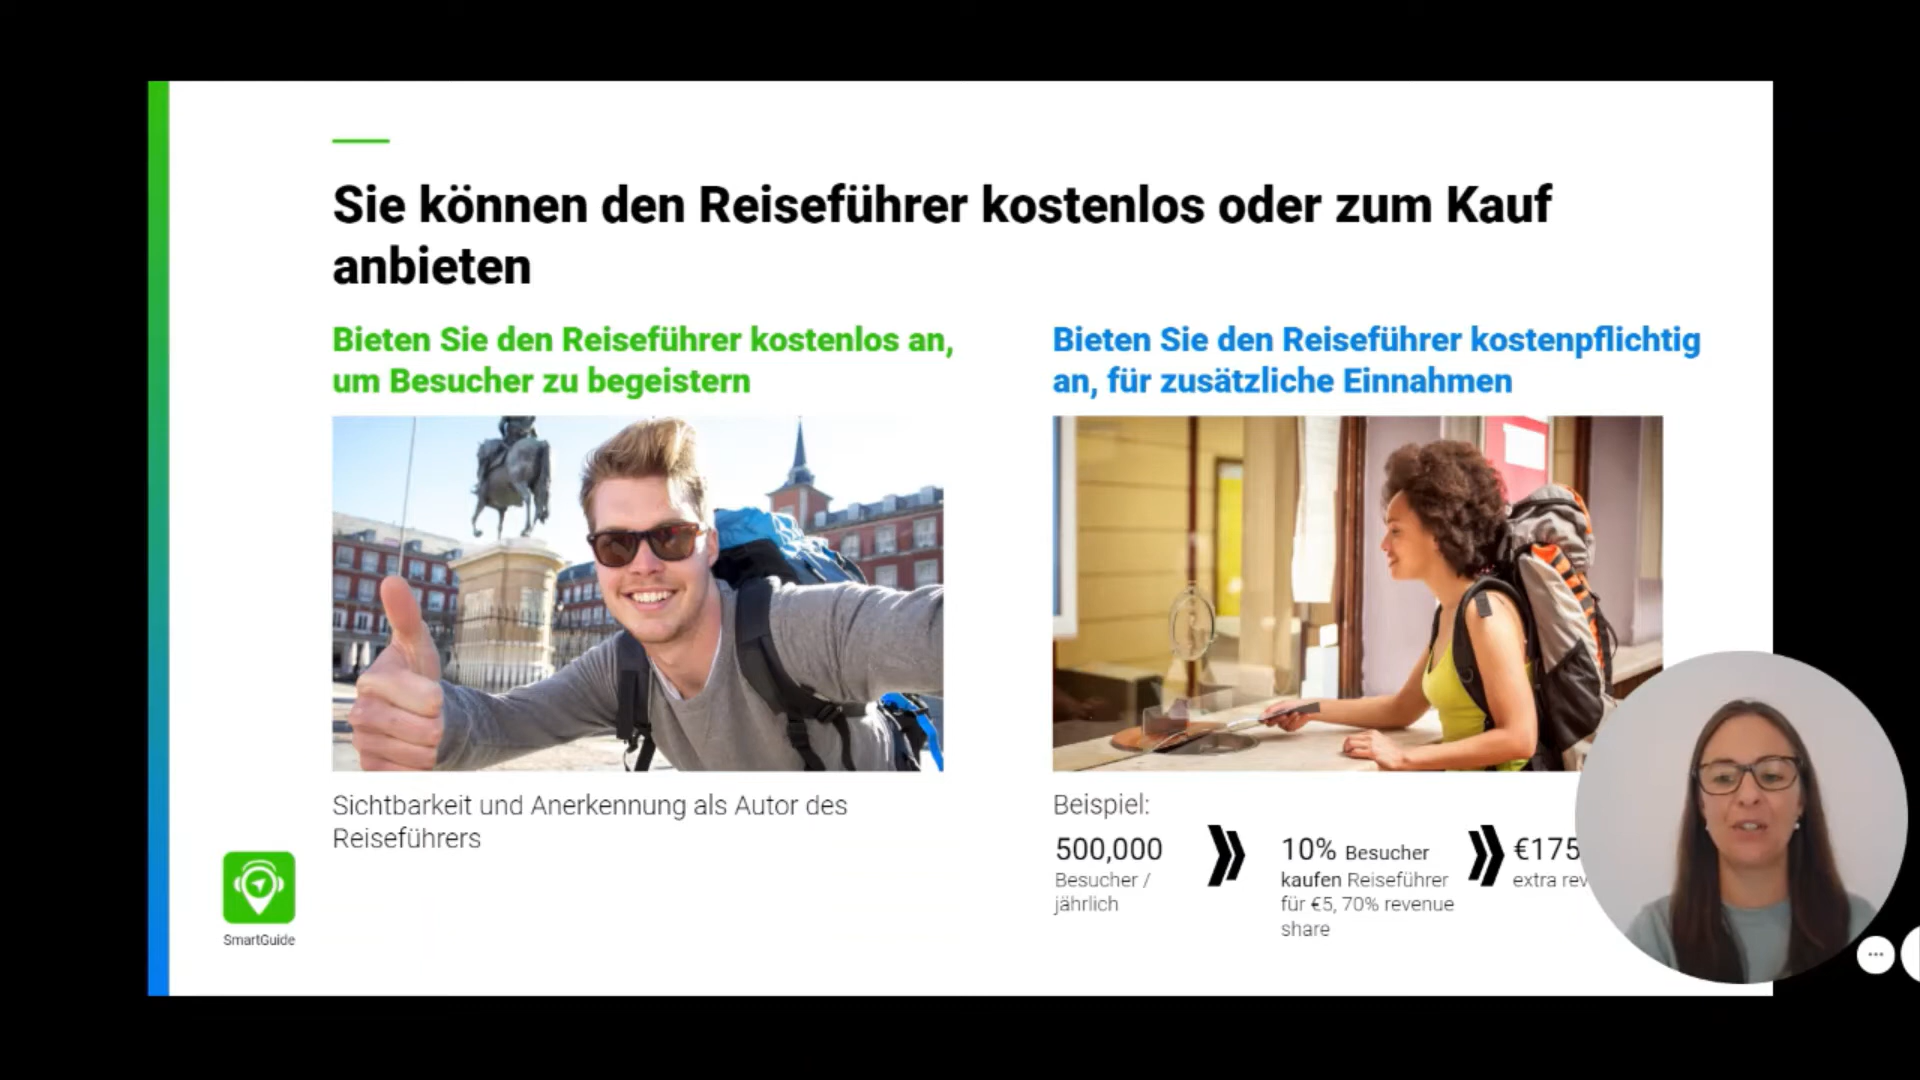 Sie können den Reiseführer kostenlos oder zum Kauf
anbieten
Bieten Sie den Reiseführer kostenlos an,
um Besucher zu begeistern
Bieten Sie den Reiseführer kostenpflichtig
an, für zusätzliche Einnahmen
Sichtbarkeit und Anerkennung als Autor des
Reiseführers
Beispiel:
500,000
Besucher /
jährlich
10% Besucher
kaufen Reiseführer
für €5, 70% revenue
share
€175
extra
SmartGuide